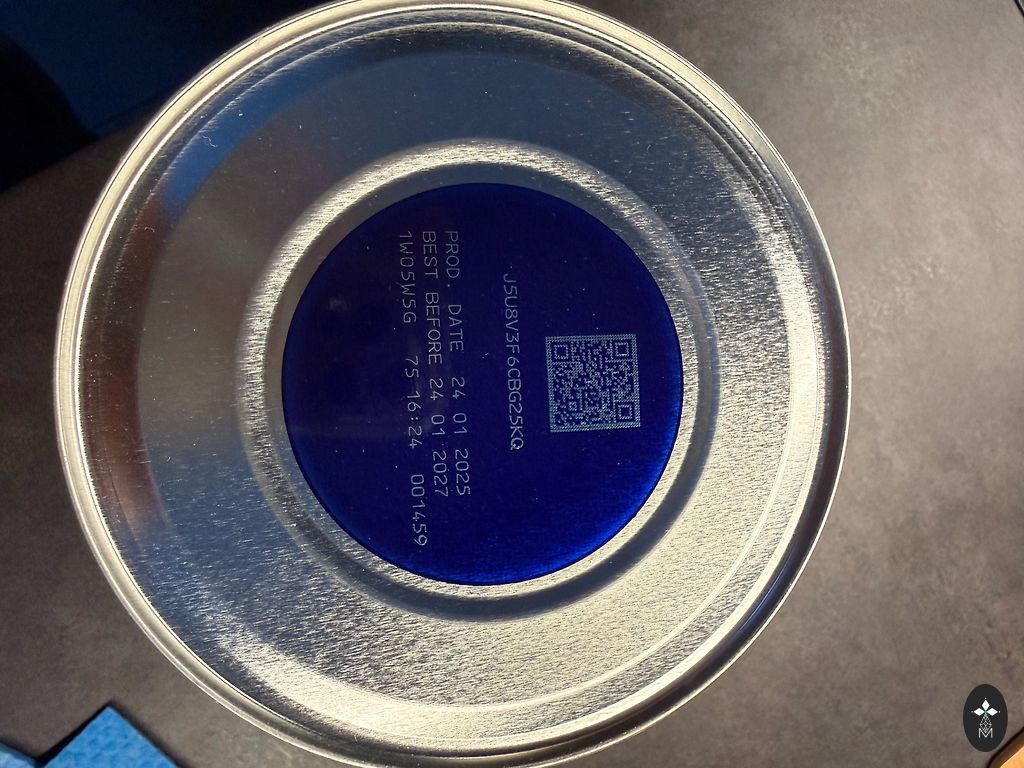 J5U8V3F6CBG25KQ
PROD. DATE 24 01 2025
BEST BEFORE 24 01 2027
1W05W5G 75 16:24 001459